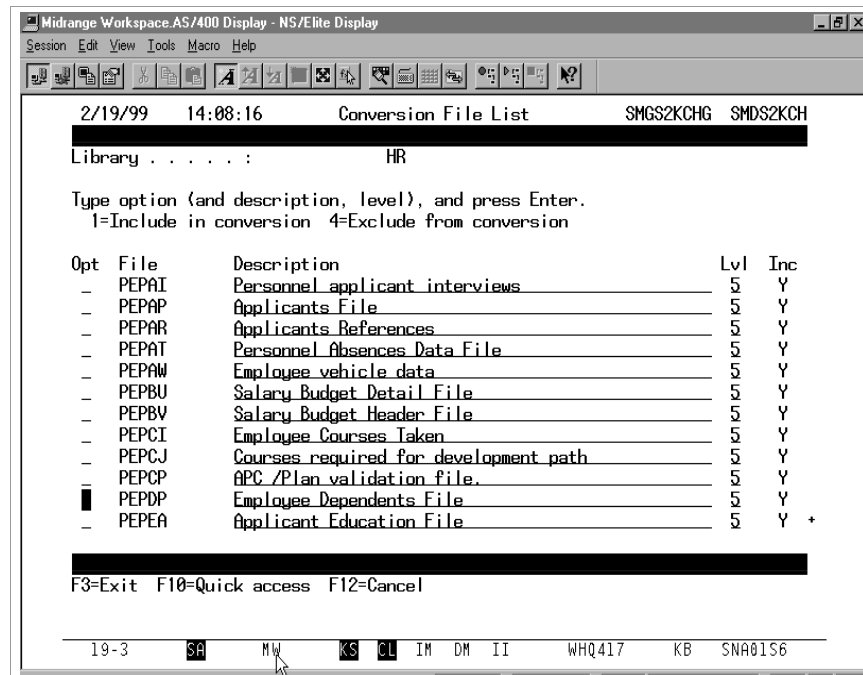 Midrange Workspace.AS/400 Display - NS/Elite Display
Session Edit View Tools Macro Help
2/19/99 14:08:16 Conversion File List SMGS2KCHG SMDS2KCH
Library . . . . . : HR
Type option (and description, level), and press Enter.
1=Include in conversion 4=Exclude from conversion
Opt File Description Lvl Inc
_ PEPAI Personnel applicant interviews 5 Y
_ PEPAP Applicants File 5 Y
_ PEPAR Applicants References 5 Y
_ PEPAT Personnel Absences Data File 5 Y
_ PEPAW Employee vehicle data 5 Y
_ PEPBU Salary Budget Detail File 5 Y
_ PEPBV Salary Budget Header File 5 Y
_ PEPCI Employee Courses Taken 5 Y
_ PEPCJ Courses required for development path 5 Y
_ PEPCP APC /Plan validation file. 5 Y
PEPDP Employee Dependents File 5 Y
_ PEPEA Applicant Education File 5 Y +
F3=Exit F10=Quick access F12=Cancel
19-3 SA MW KS CL IM DM II WHQ417 KB SNA01S6